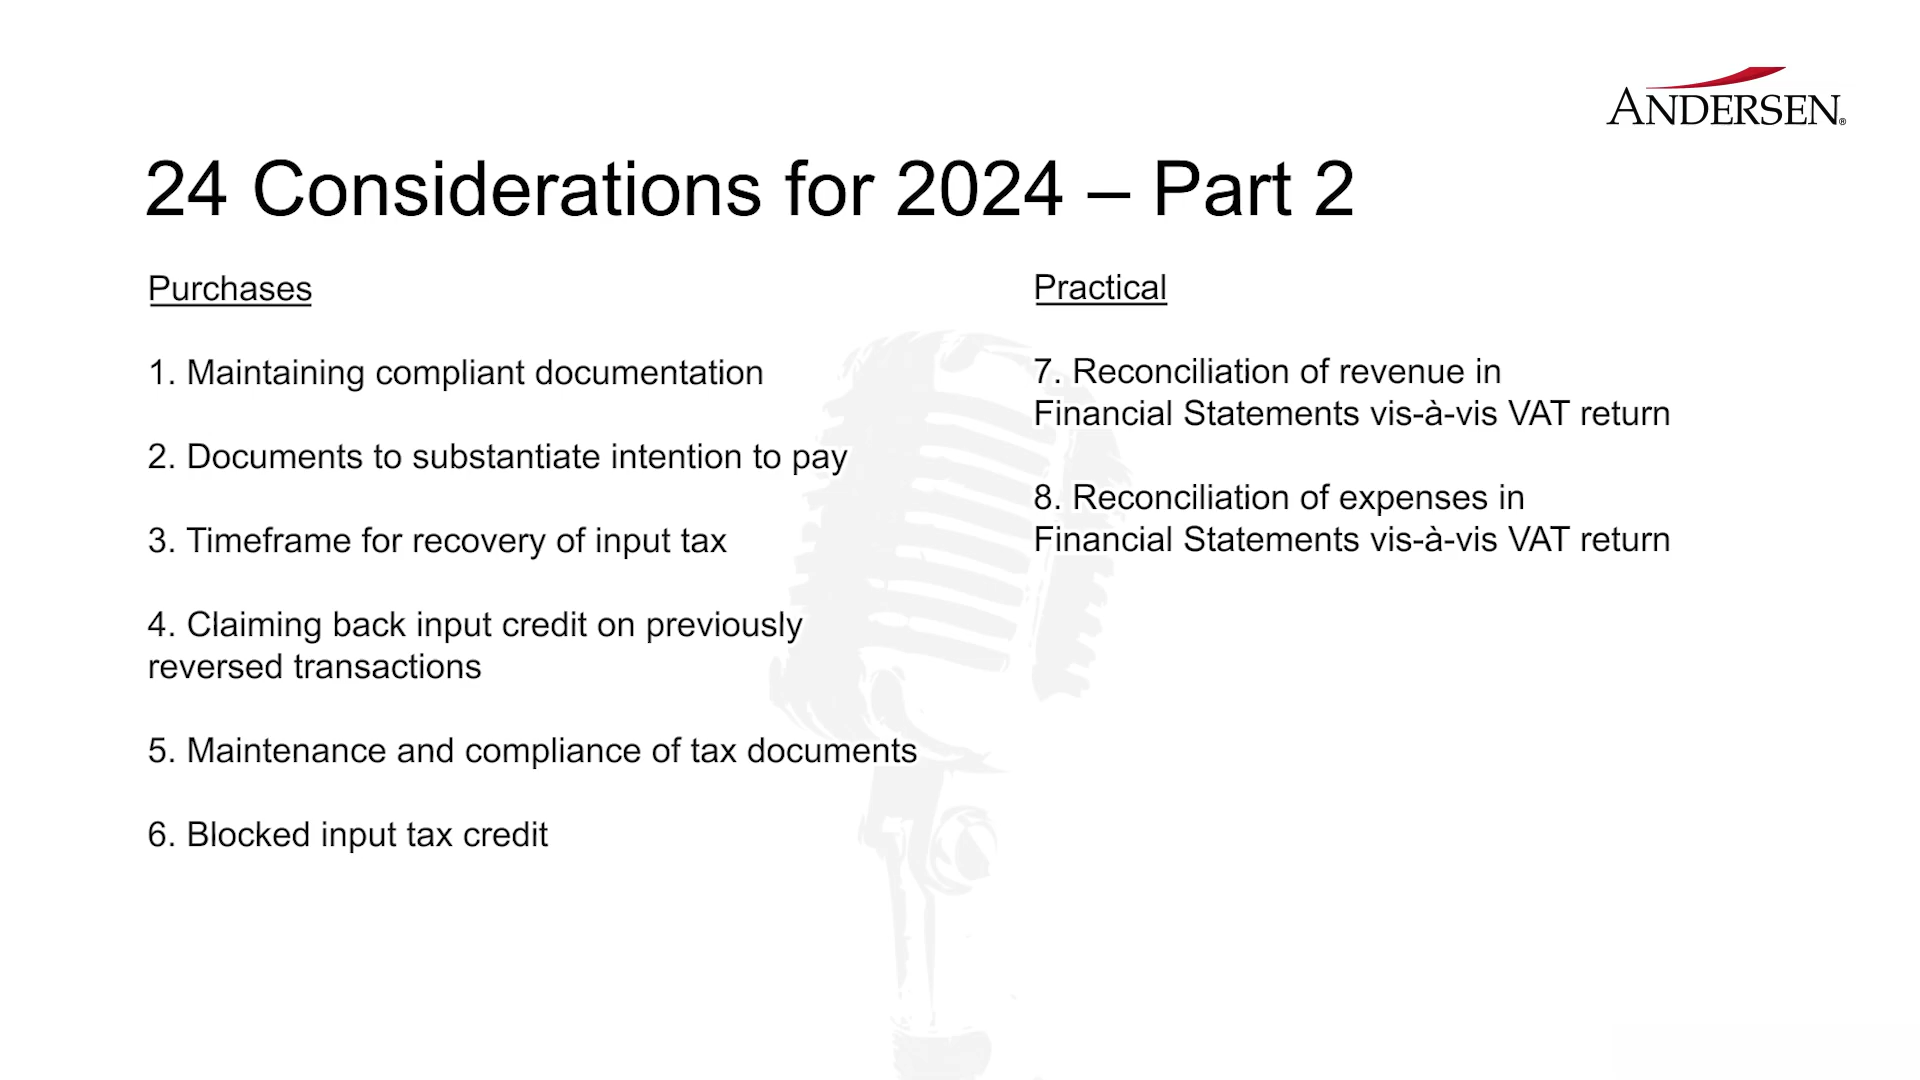 ANDERSEN®
24 Considerations for 2024 – Part 2
Purchases
1. Maintaining compliant documentation
2. Documents to substantiate intention to pay
3. Timeframe for recovery of input tax
4. Claiming back input credit on previously
reversed transactions
5. Maintenance and compliance of tax documents
6. Blocked input tax credit
Practical
7. Reconciliation of revenue in
Financial Statements vis-à-vis VAT return
8. Reconciliation of expenses in
Financial Statements vis-à-vis VAT return